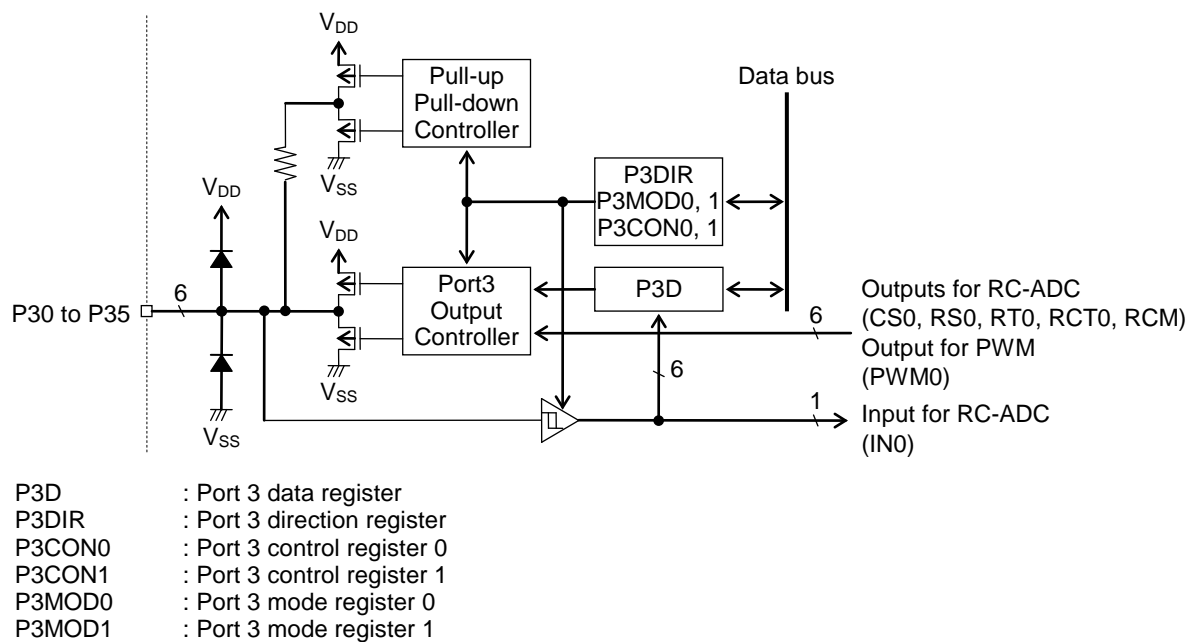 VDD
Pull-up
Pull-down
Controller
Data bus
VSS
VDD
P3DIR
P3MOD0, 1
P3CON0, 1
VDD
Port3
Output
Controller
P3D
P30 to P35
6
6
Outputs for RC-ADC
(CS0, RS0, RT0, RCT0, RCM)
Output for PWM
(PWM0)
VSS
6
VSS
1
Input for RC-ADC
(IN0)
P3D : Port 3 data register
P3DIR : Port 3 direction register
P3CON0 : Port 3 control register 0
P3CON1 : Port 3 control register 1
P3MOD0 : Port 3 mode register 0
P3MOD1 : Port 3 mode register 1